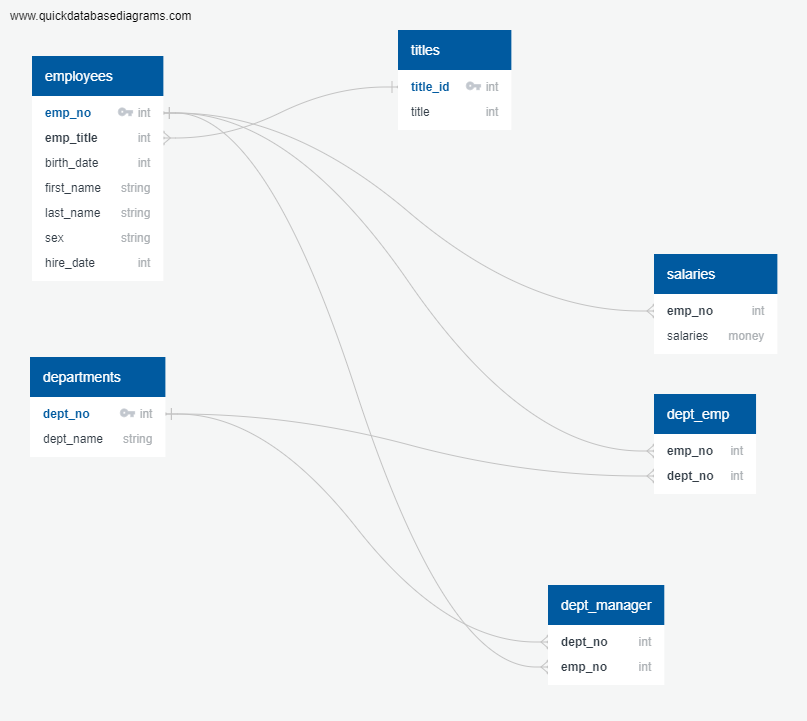 www.quickdatabasediagrams.com
employees
emp_no int
emp_title int
birth_date int
first_name string
last_name string
sex string
hire_date int
titles
title_id int
title int
salaries
emp_no int
salaries money
departments
dept_no int
dept_name string
dept_emp
emp_no int
dept_no int
dept_manager
dept_no int
emp_no int